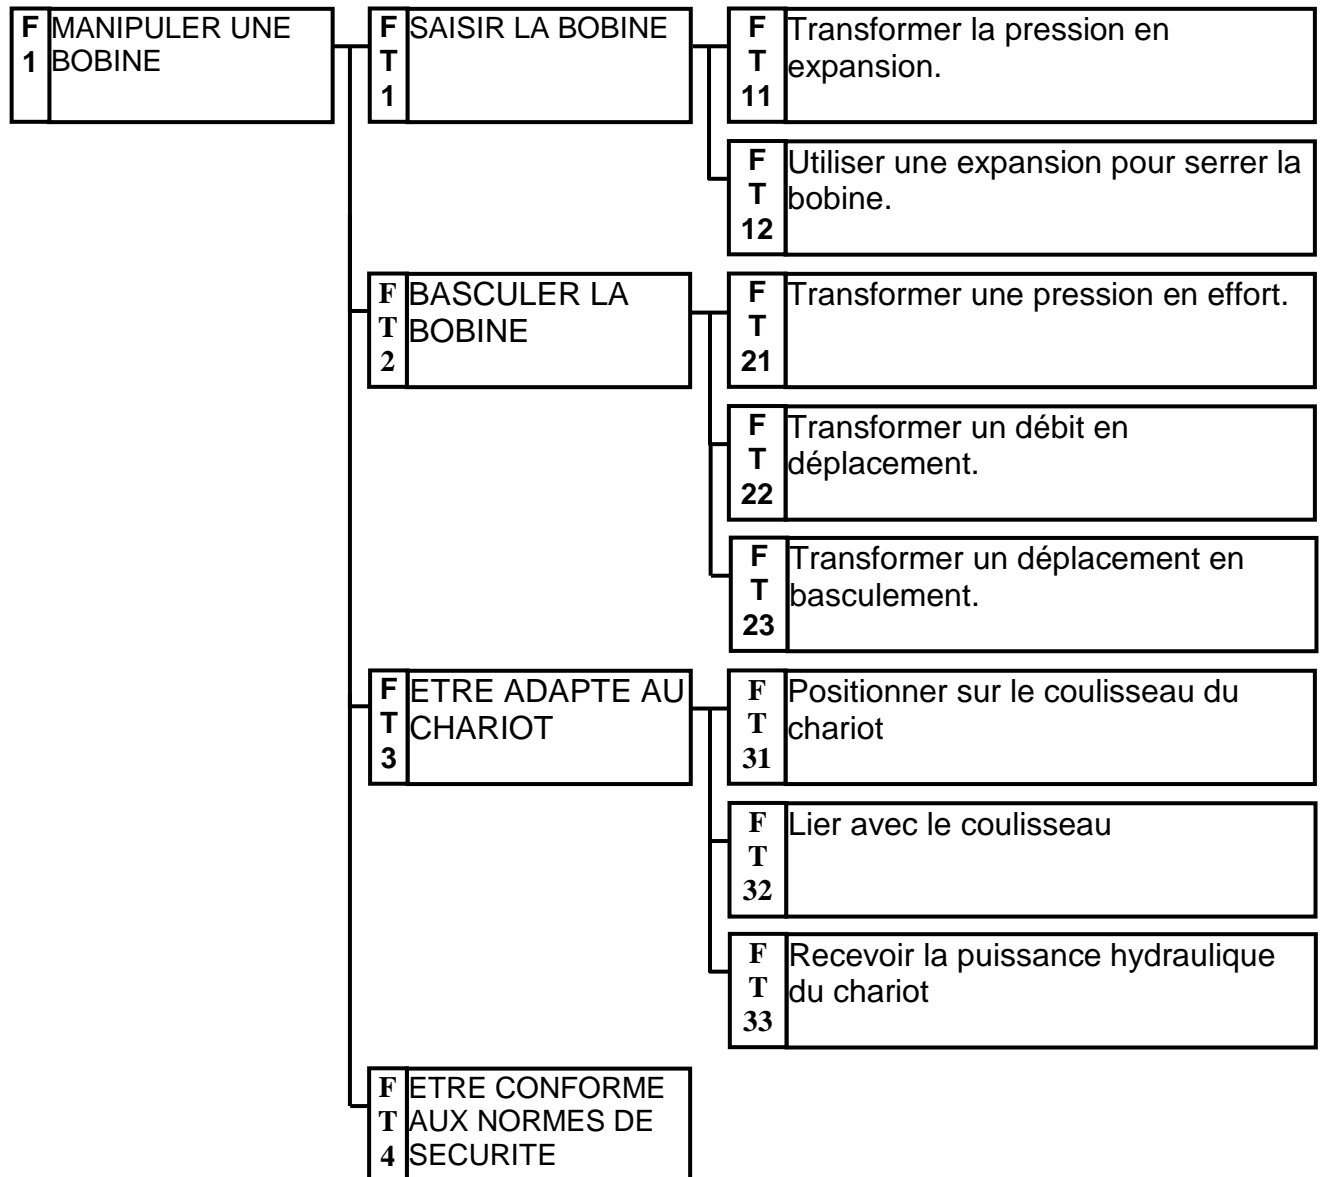 F MANIPULER UNE
1 BOBINE
F
T
1
SAISIR LA BOBINE
F
T
11
Transformer la pression en
expansion.
F
T
12
Utiliser une expansion pour serrer la
bobine.
F
T
2
BASCULER LA
BOBINE
F
T
21
Transformer une pression en effort.
F
T
22
Transformer un débit en
déplacement.
F
T
23
Transformer un déplacement en
basculement.
F
T
3
ETRE ADAPTE AU
CHARIOT
F
T
31
Positionner sur le coulisseau du
chariot
F
T
32
Lier avec le coulisseau
F
T
33
Recevoir la puissance hydraulique
du chariot
F
T
4
ETRE CONFORME
AUX NORMES DE
SECURITE